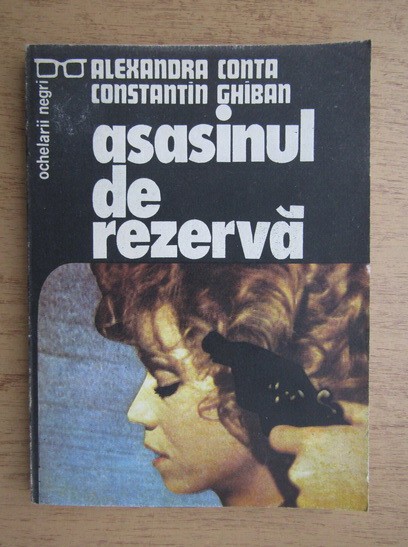 ochelarii negri
ALEXANDRA CONTA
CONSTANTIN GHIBAN
asasinul
de
rezervă